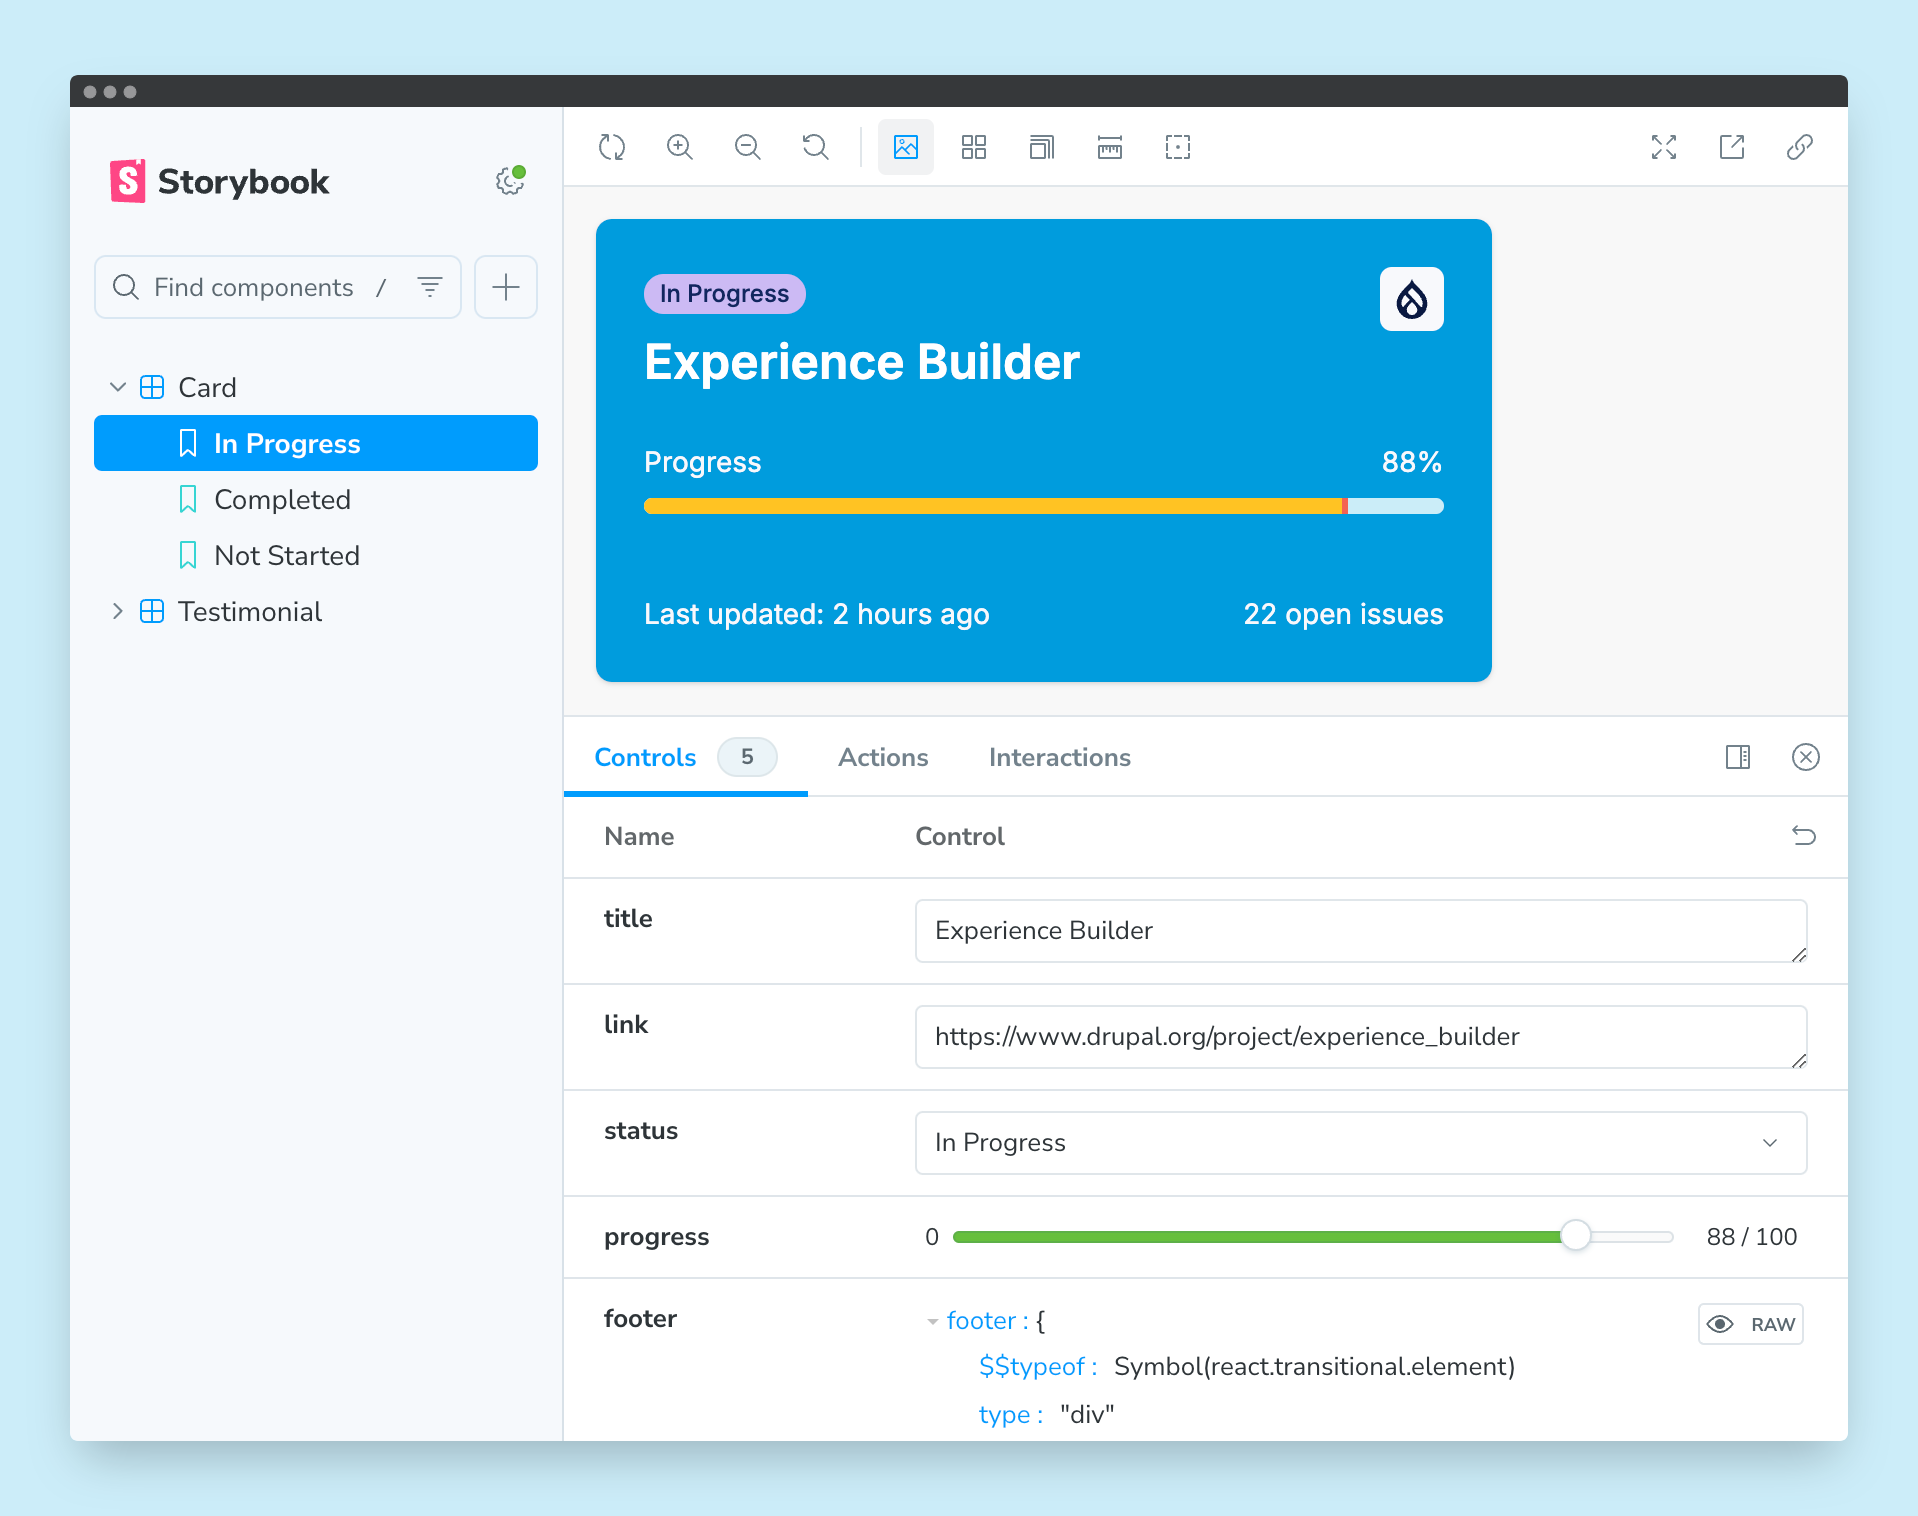 Storybook
Find components /
Card
In Progress
Completed
Not Started
Testimonial
In Progress
Experience Builder
Progress 88%
Last updated: 2 hours ago 22 open issues
Controls 5 Actions Interactions
Name Control
title Experience Builder
link https://www.drupal.org/project/experience_builder
status In Progress
progress 0 88 / 100
footer footer : { RAW
$$typeof : Symbol(react.transitional.element)
type : "div"